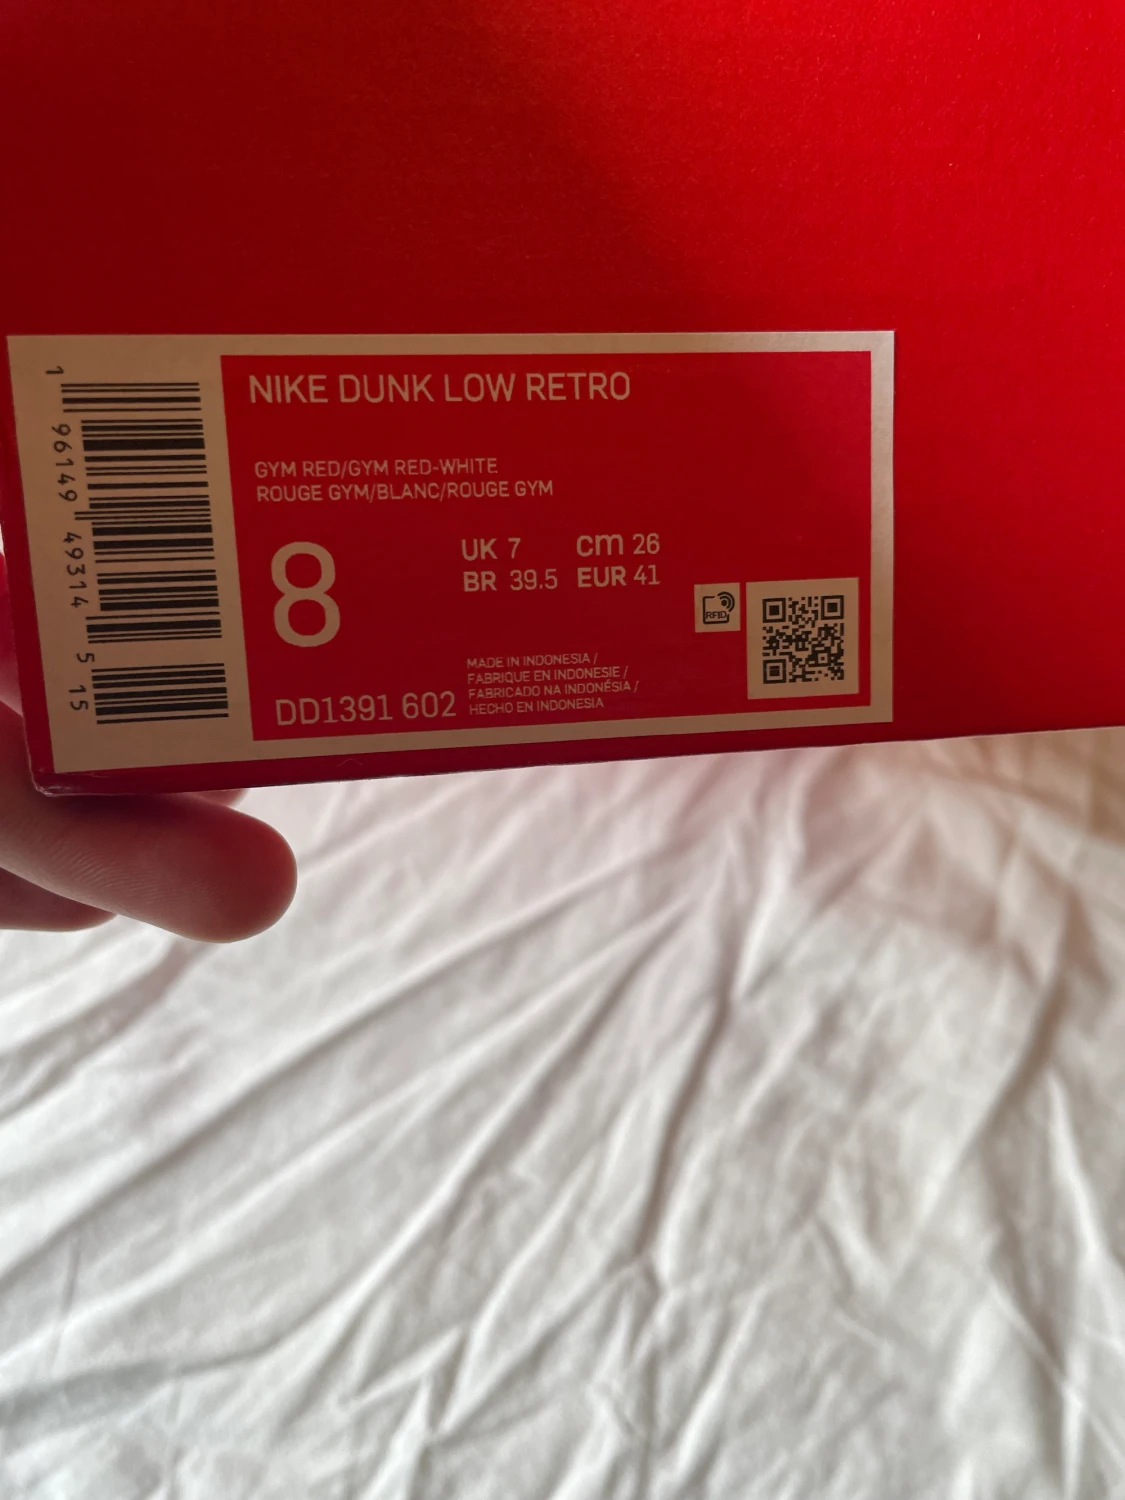 NIKE DUNK LOW RETRO
GYM RED/GYM RED-WHITE
ROUGE GYM/BLANC/ROUGE GYM
8
UK 7 cm 26
BR 39.5 EUR 41
RFID
MADE IN INDONESIA /
FABRIQUE EN INDONESIE /
FABRICADO NA INDONÉSIA /
HECHO EN INDONESIA
DD1391 602
1 96149 49314 5 15